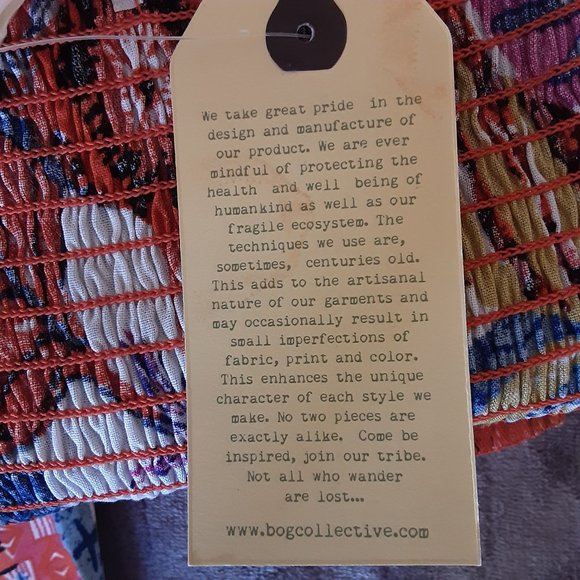 We take great pride in the
design and manufacture of
our product. We are ever
mindful of protecting the
health and well being of
humankind as well as our
fragile ecosystem. The
techniques we use are,
sometimes, centuries old.
This adds to the artisanal
nature of our garments and
may occasionally result in
small imperfections of
fabric, print and color.
This enhances the unique
character of each style we
make. No two pieces are
exactly alike. Come be
inspired, join our tribe.
Not all who wander
are lost...
www.bogcollective.com